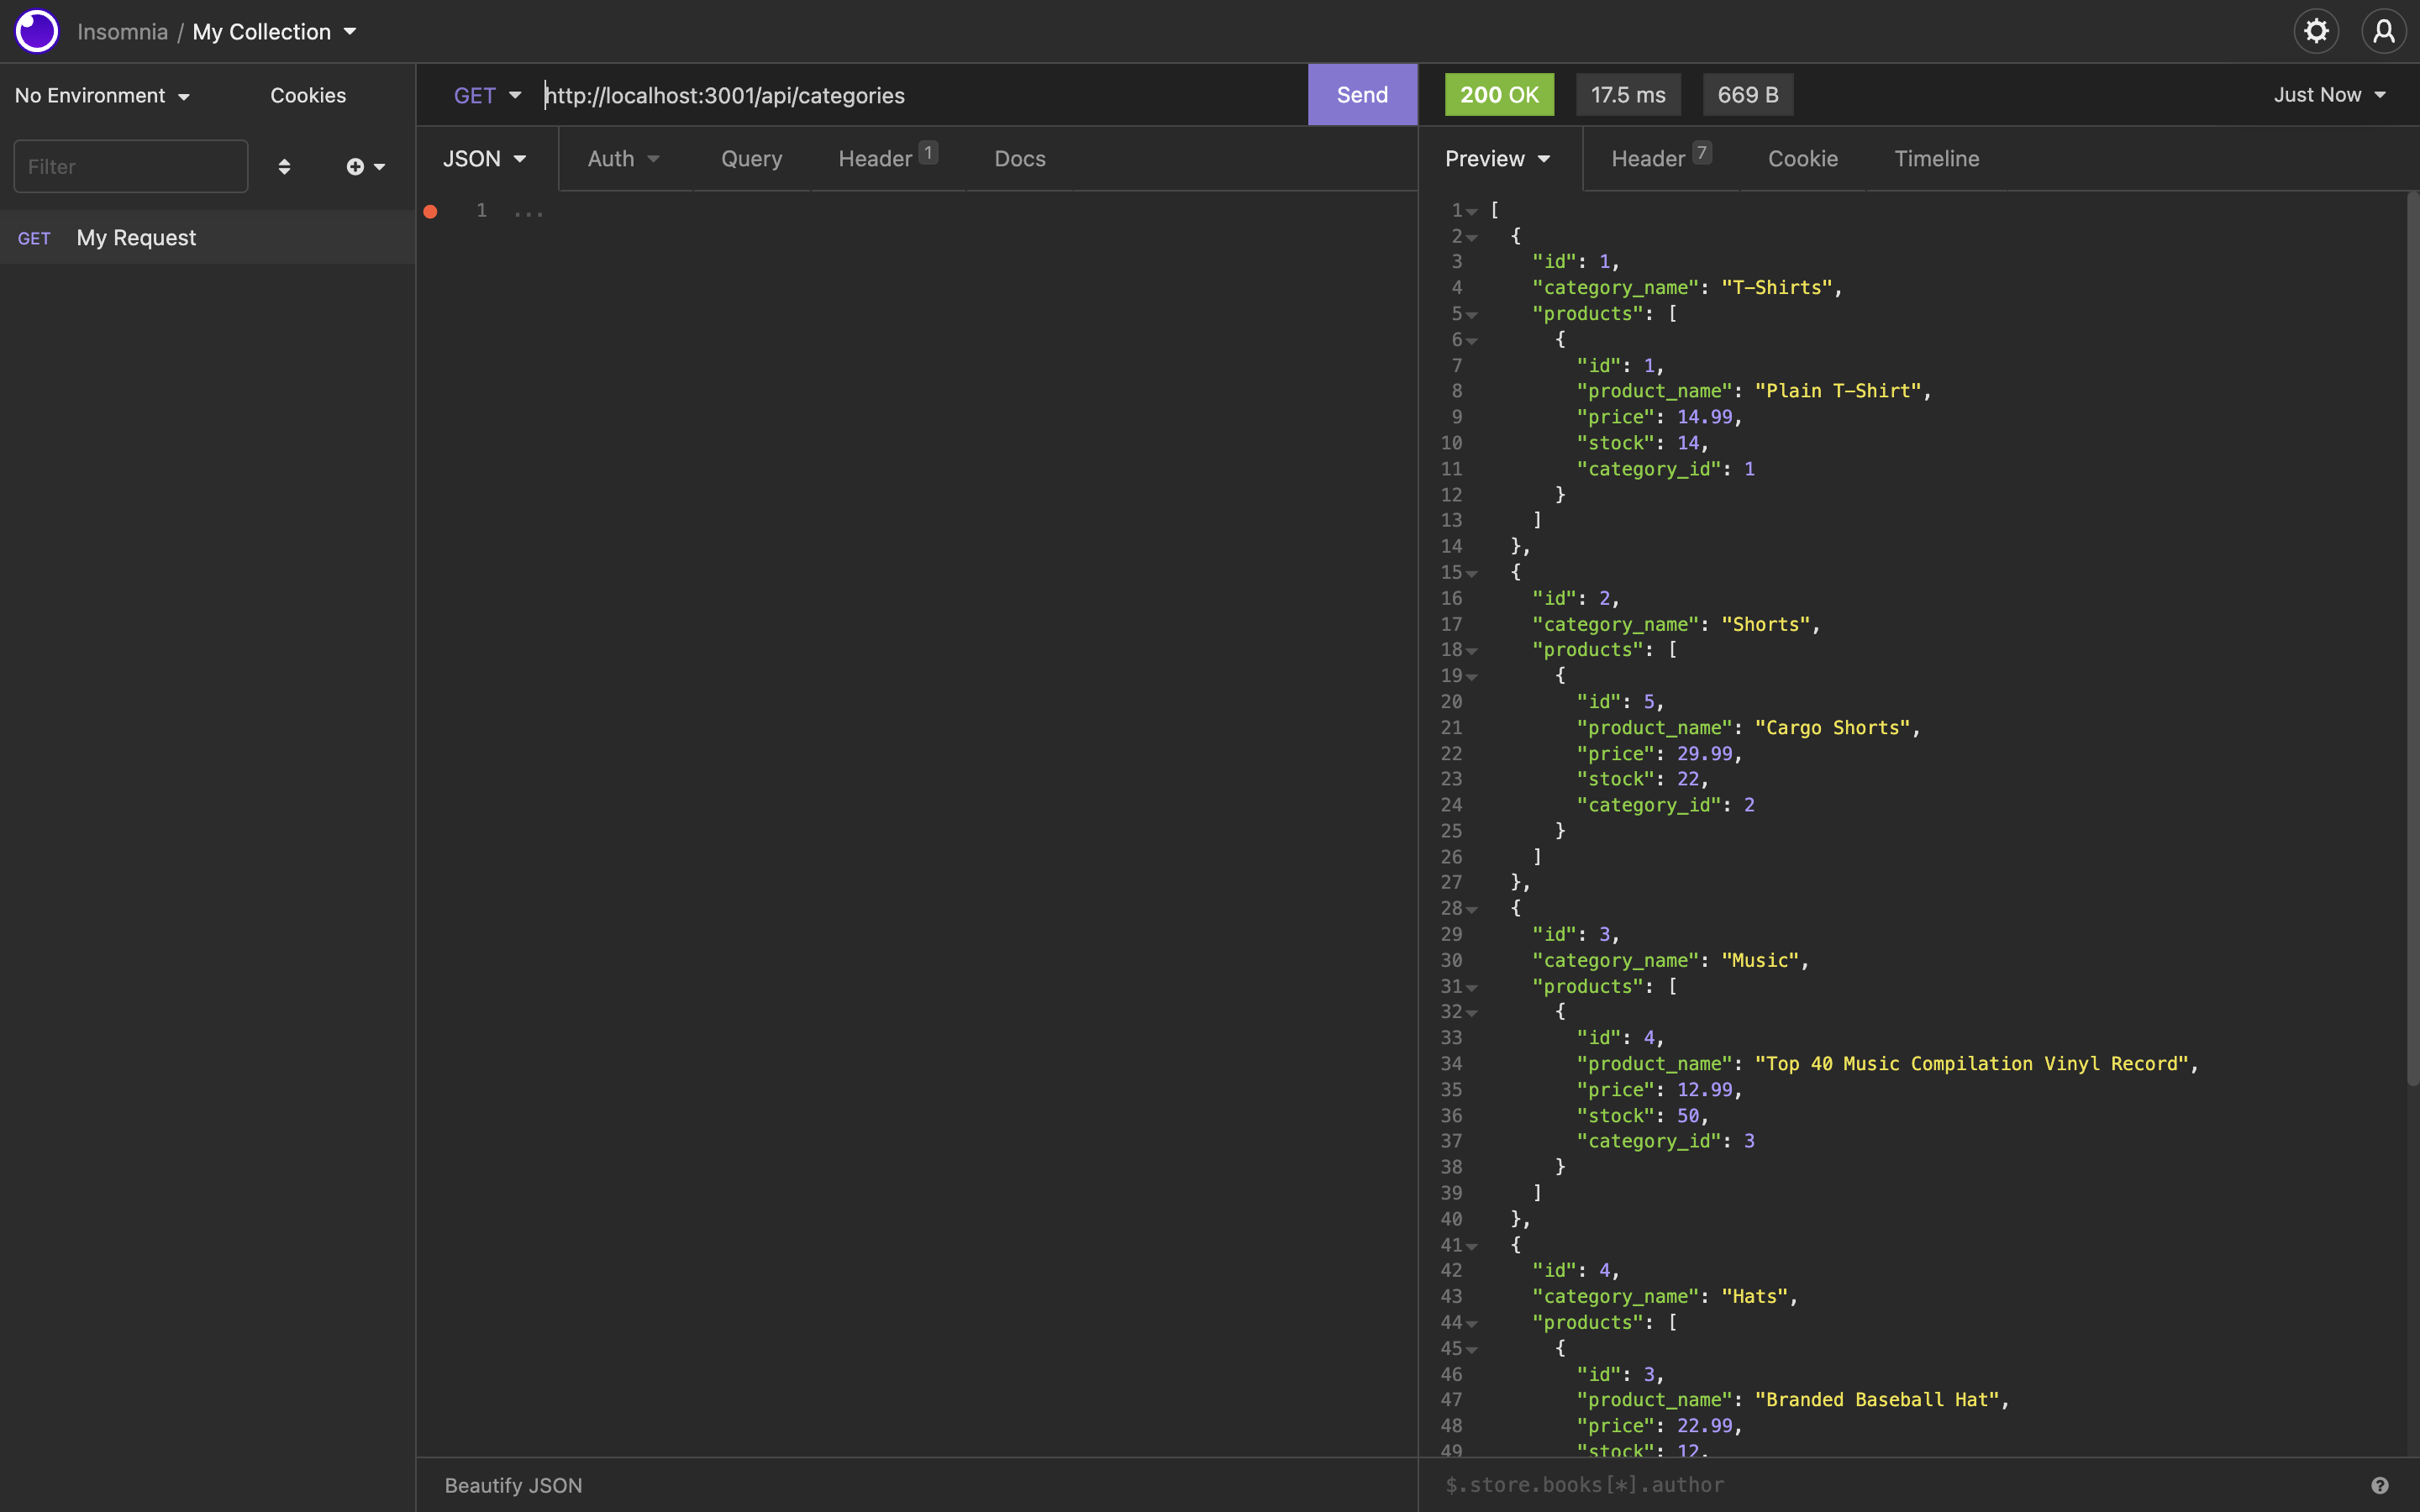 Insomnia / My Collection
No Environment
Cookies
Filter
GET My Request
GET http://localhost:3001/api/categories
Send
JSON
Auth
Query
Header 1
Docs
1 ...
Beautify JSON
200 OK
17.5 ms
669 B
Just Now
Preview
Header 7
Cookie
Timeline
1 [
2 {
3 "id": 1,
4 "category_name": "T-Shirts",
5 "products": [
6 {
7 "id": 1,
8 "product_name": "Plain T-Shirt",
9 "price": 14.99,
10 "stock": 14,
11 "category_id": 1
12 }
13 ]
14 },
15 {
16 "id": 2,
17 "category_name": "Shorts",
18 "products": [
19 {
20 "id": 5,
21 "product_name": "Cargo Shorts",
22 "price": 29.99,
23 "stock": 22,
24 "category_id": 2
25 }
26 ]
27 },
28 {
29 "id": 3,
30 "category_name": "Music",
31 "products": [
32 {
33 "id": 4,
34 "product_name": "Top 40 Music Compilation Vinyl Record",
35 "price": 12.99,
36 "stock": 50,
37 "category_id": 3
38 }
39 ]
40 },
41 {
42 "id": 4,
43 "category_name": "Hats",
44 "products": [
45 {
46 "id": 3,
47 "product_name": "Branded Baseball Hat",
48 "price": 22.99,
49 "stock": 12,
$.store.books[*].author